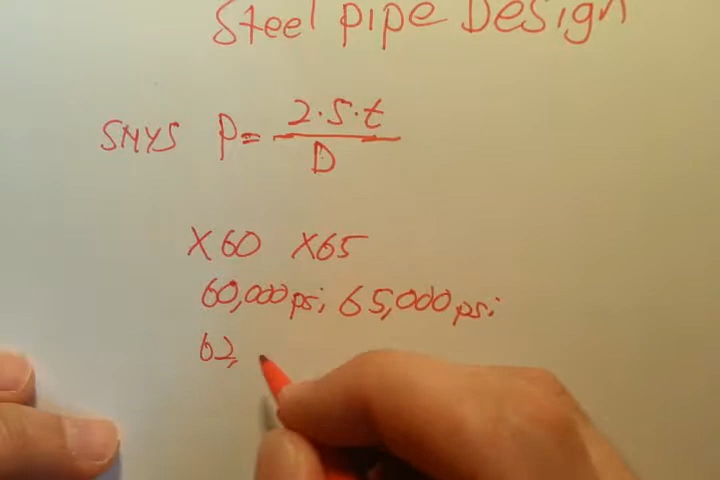 Steel pipe Design
SMYS P = 2·S·t / D
X60 X65
60,000 psi 65,000 psi
62,